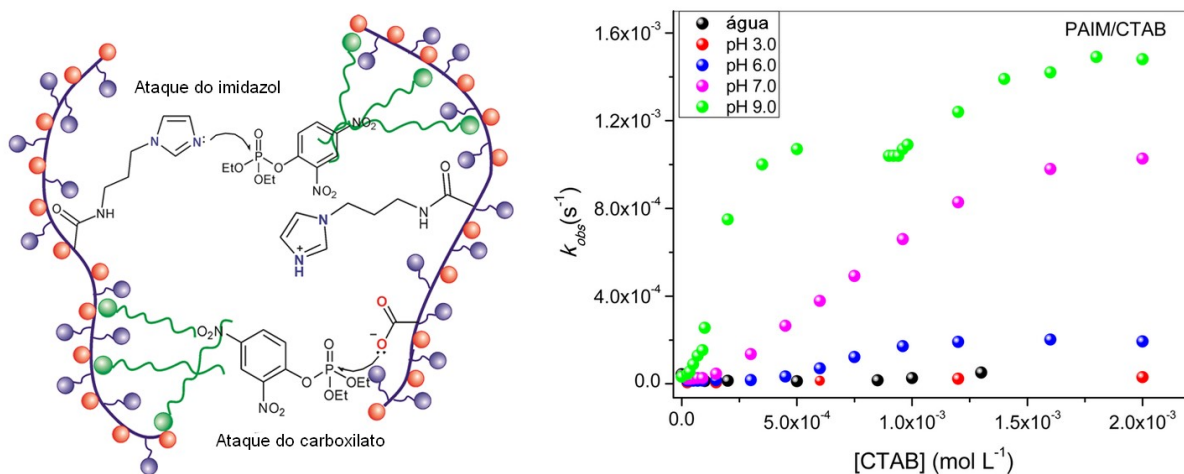 Ataque do imidazol
N
N:
O
P
EtO
OEt
O
NO₂
NO₂
O
NH
O
NH
N
N
+
H
O₂N
NO₂
O
O
P
OEt
OEt
O
O
−
Ataque do carboxilato
PAIM/CTAB
água
pH 3.0
pH 6.0
pH 7.0
pH 9.0
1.6x10⁻³
1.2x10⁻³
8.0x10⁻⁴
4.0x10⁻⁴
0.0
k_obs(s⁻¹)
0.0
5.0x10⁻⁴
1.0x10⁻³
1.5x10⁻³
2.0x10⁻³
[CTAB] (mol L⁻¹)